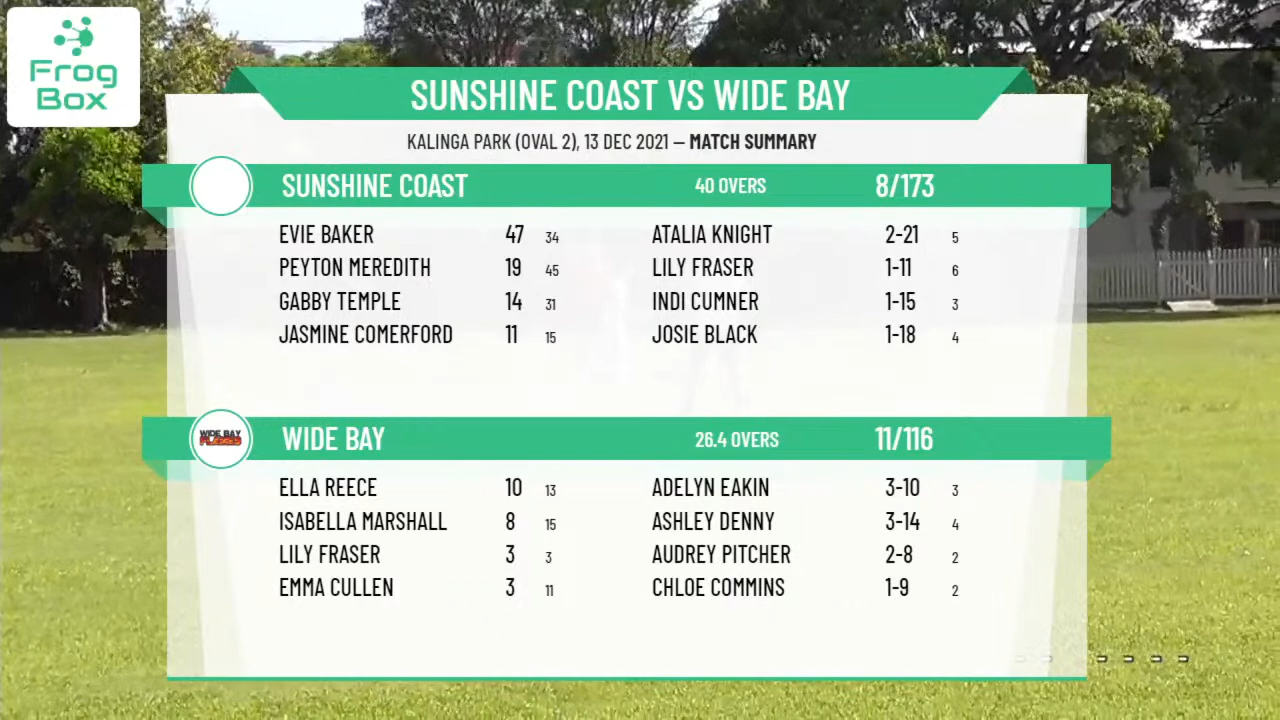 Frog
Box
SUNSHINE COAST VS WIDE BAY
KALINGA PARK (OVAL 2), 13 DEC 2021 – MATCH SUMMARY
SUNSHINE COAST 40 OVERS 8/173
EVIE BAKER 47 34 ATALIA KNIGHT 2-21 5
PEYTON MEREDITH 19 45 LILY FRASER 1-11 6
GABBY TEMPLE 14 31 INDI CUMNER 1-15 3
JASMINE COMERFORD 11 15 JOSIE BLACK 1-18 4
WIDE BAY
WIDE BAY 26.4 OVERS 11/116
ELLA REECE 10 13 ADELYN EAKIN 3-10 3
ISABELLA MARSHALL 8 15 ASHLEY DENNY 3-14 4
LILY FRASER 3 3 AUDREY PITCHER 2-8 2
EMMA CULLEN 3 11 CHLOE COMMINS 1-9 2